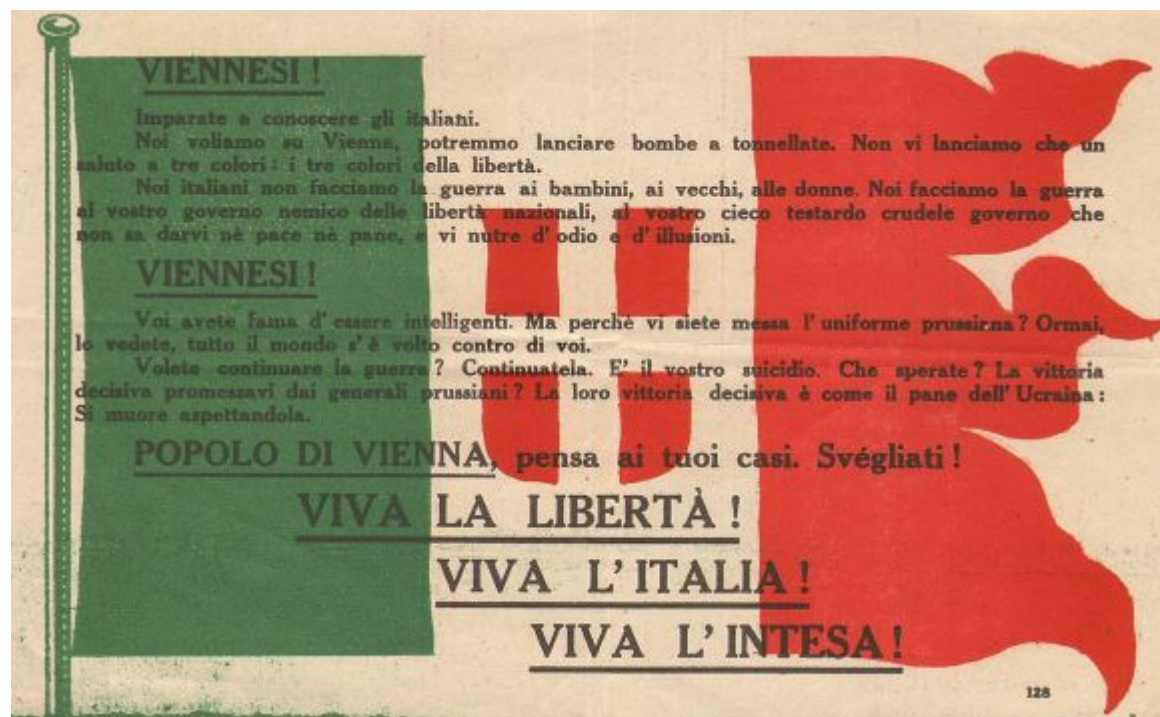 VIENNESI !
Imparate a conoscere gli italiani.
Noi voliamo su Vienna, potremmo lanciare bombe a tonnellate. Non vi lanciamo che un
saluto a tre colori : i tre colori della libertà.
Noi italiani non facciamo la guerra ai bambini, ai vecchi, alle donne. Noi facciamo la guerra
al vostro governo nemico delle libertà nazionali, al vostro cieco testardo crudele governo che
non sa darvi nè pace nè pane, e vi nutre d' odio e d' illusioni.
VIENNESI !
Voi avete fama d' essere intelligenti. Ma perchè vi siete messa l' uniforme prussiana ? Ormai,
lo vedete, tutto il mondo s' è volto contro di voi.
Volete continuare la guerra ? Continuatela. E' il vostro suicidio. Che sperate ? La vittoria
decisiva promessavi dai generali prussiani ? La loro vittoria decisiva è come il pane dell' Ucraina :
Si muore aspettandola.
POPOLO DI VIENNA, pensa ai tuoi casi. Svégliati !
VIVA LA LIBERTÀ !
VIVA L' ITALIA !
VIVA L' INTESA !
128